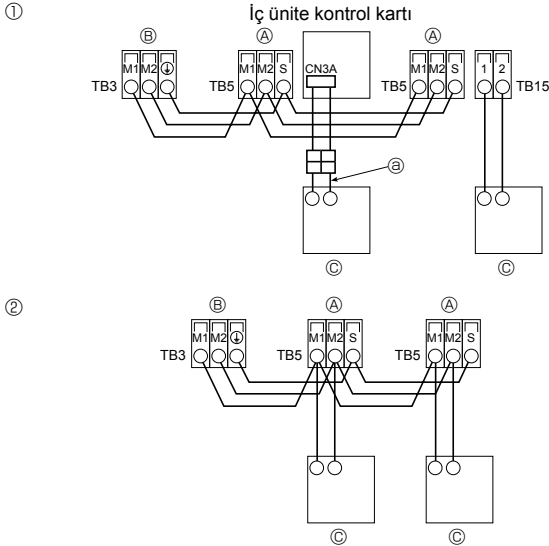 ① İç ünite kontrol kartı
Ⓑ Ⓐ Ⓐ
M1 M2 M1 M2 S CN3A M1 M2 S 1 2
TB3 TB5 TB5 TB15
ⓐ
Ⓒ Ⓒ
② Ⓑ Ⓐ Ⓐ
M1 M2 M1 M2 S M1 M2 S
TB3 TB5 TB5
Ⓒ Ⓒ